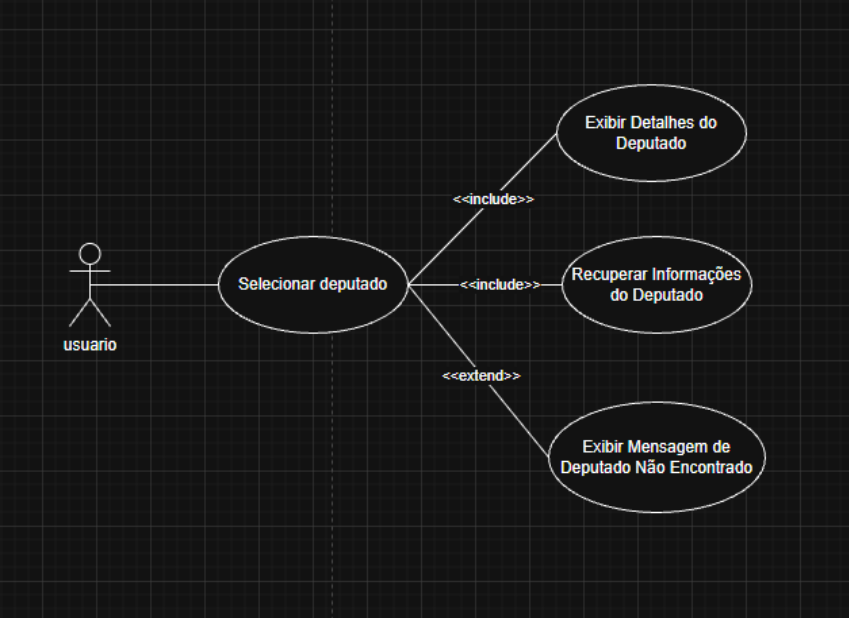 Exibir Detalhes do
Deputado
<<include>>
Selecionar deputado
<<include>>
Recuperar Informações
do Deputado
usuario
<<extend>>
Exibir Mensagem de
Deputado Não Encontrado